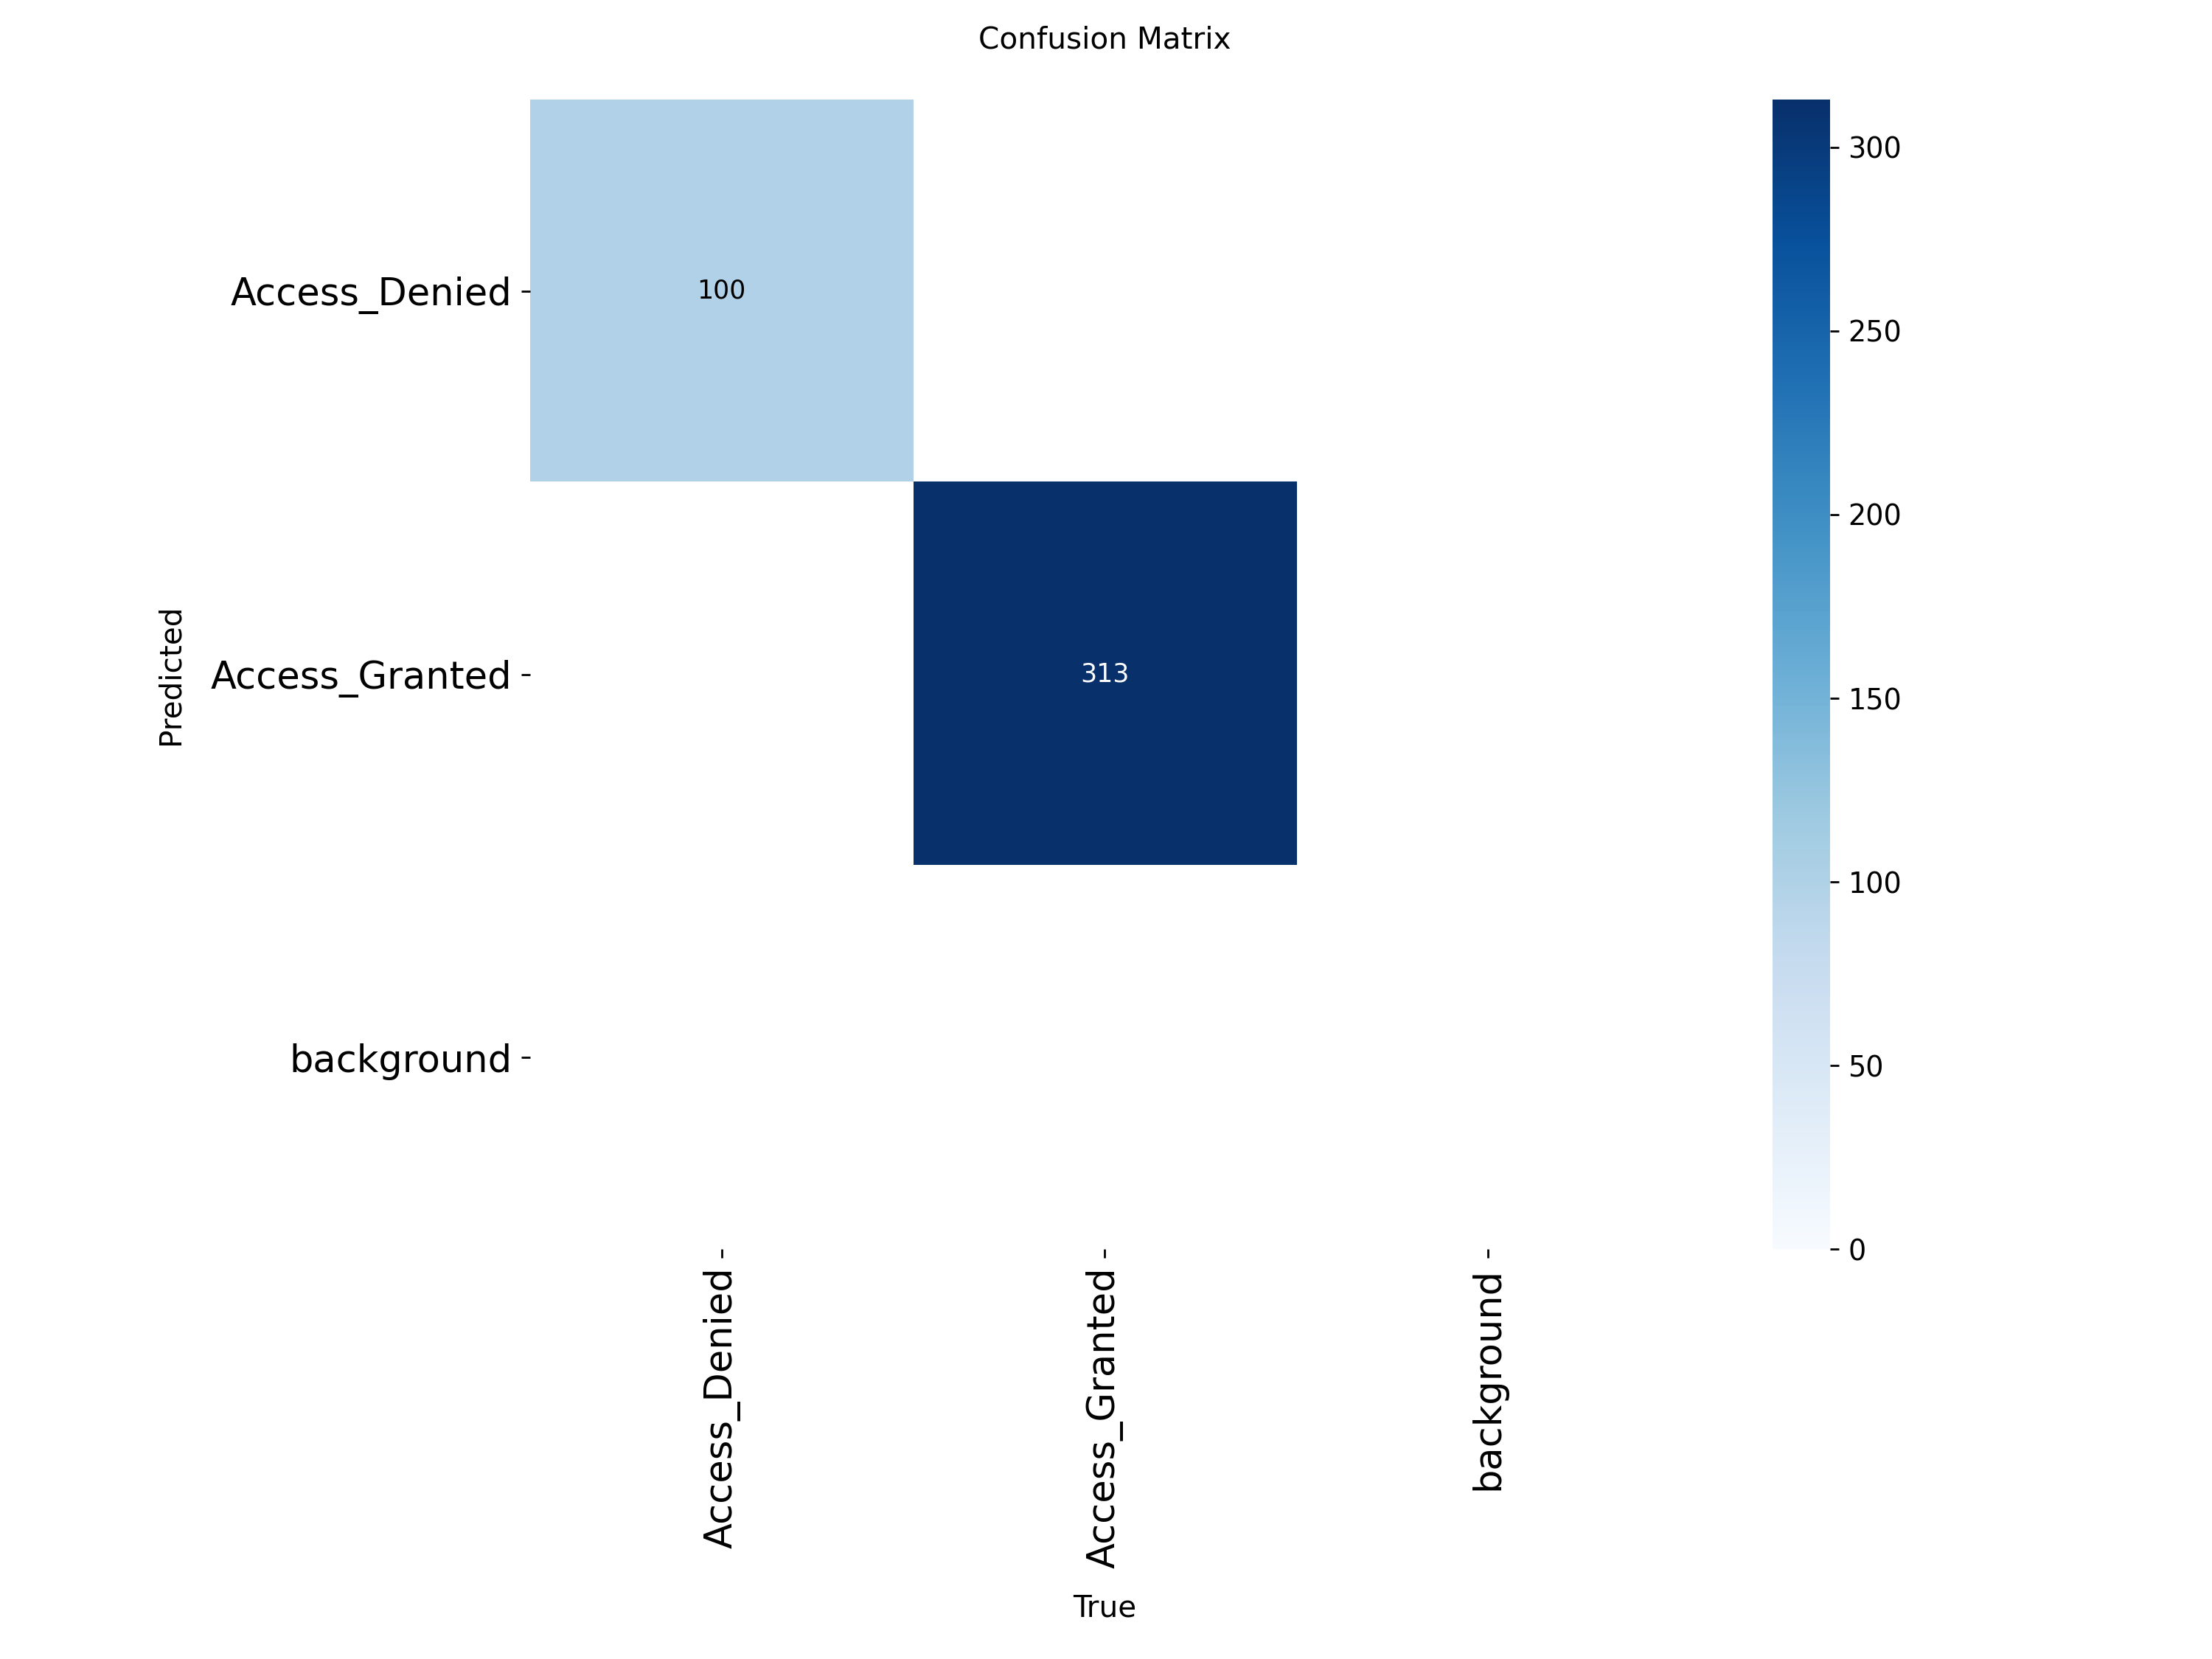 Confusion Matrix
Access_Denied
Access_Granted
background
Predicted
100
313
Access_Denied
Access_Granted
background
True
300
250
200
150
100
50
0